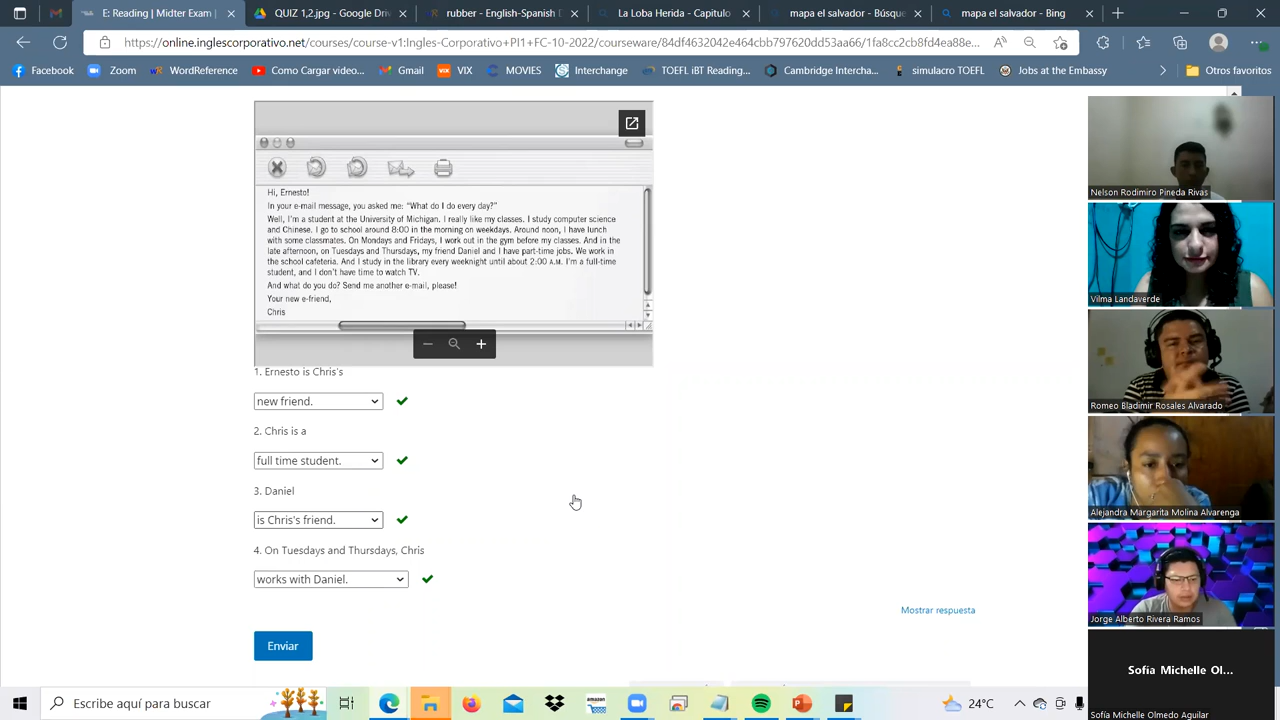 E: Reading | Midter Exam |
QUIZ 1,2.jpg - Google Driv
rubber - English-Spanish D
La Loba Herida - Capitulo
mapa el salvador - Búsque
mapa el salvador - Bing
https://online.inglescorporativo.net/courses/course-v1:Ingles-Corporativo+PI1+FC-10-2022/courseware/84df4632042e464cbb797620dd53aa66/1fa8cc2cb8fd4ea88e...
Facebook
Zoom
WordReference
Como Cargar video...
Gmail
VIX
MOVIES
Interchange
TOEFL iBT Reading...
Cambridge Intercha...
simulacro TOEFL
Jobs at the Embassy
Otros favoritos
Hi, Ernesto!
In your e-mail message, you asked me: "What do I do every day?"
Well, I'm a student at the University of Michigan. I really like my classes. I study computer science
and Chinese. I go to school around 8:00 in the morning on weekdays. Around noon, I have lunch
with some classmates. On Mondays and Fridays, I work out in the gym before my classes. And in the
late afternoon, on Tuesdays and Thursdays, my friend Daniel and I have part-time jobs. We work in
the school cafeteria. And I study in the library every weeknight until about 2:00 A.M. I'm a full-time
student, and I don't have time to watch TV.
And what do you do? Send me another e-mail, please!
Your new e-friend,
Chris
1. Ernesto is Chris's
new friend.
2. Chris is a
full time student.
3. Daniel
is Chris's friend.
4. On Tuesdays and Thursdays, Chris
works with Daniel.
Mostrar respuesta
Enviar
Nelson Rodimiro Pineda Rivas
Vilma Landaverde
Romeo Bladimir Rosales Alvarado
Alejandra Margarita Molina Alvarenga
Jorge Alberto Rivera Ramos
Sofía Michelle Ol...
Sofía Michelle Olmedo Aguilar
Escribe aquí para buscar
amazon
24°C